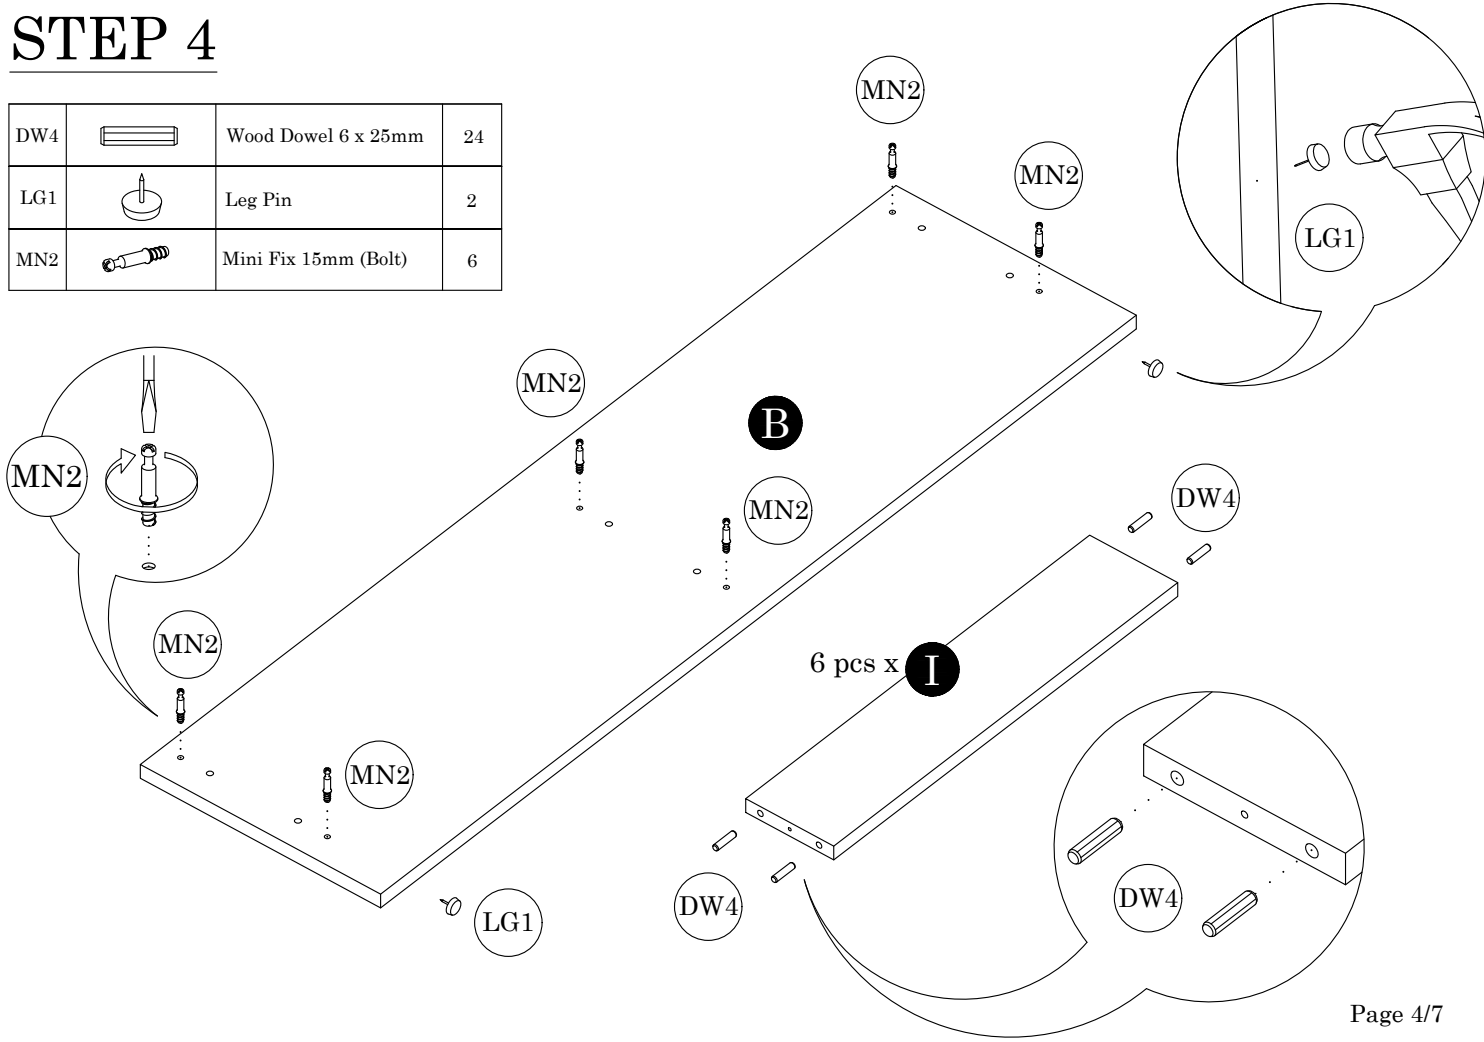 STEP 4
DW4 Wood Dowel 6 x 25mm 24
LG1 Leg Pin 2
MN2 Mini Fix 15mm (Bolt) 6
MN2
MN2
LG1
MN2
B
MN2
MN2
DW4
MN2
6 pcs x I
MN2
DW4
DW4
LG1
Page 4/7